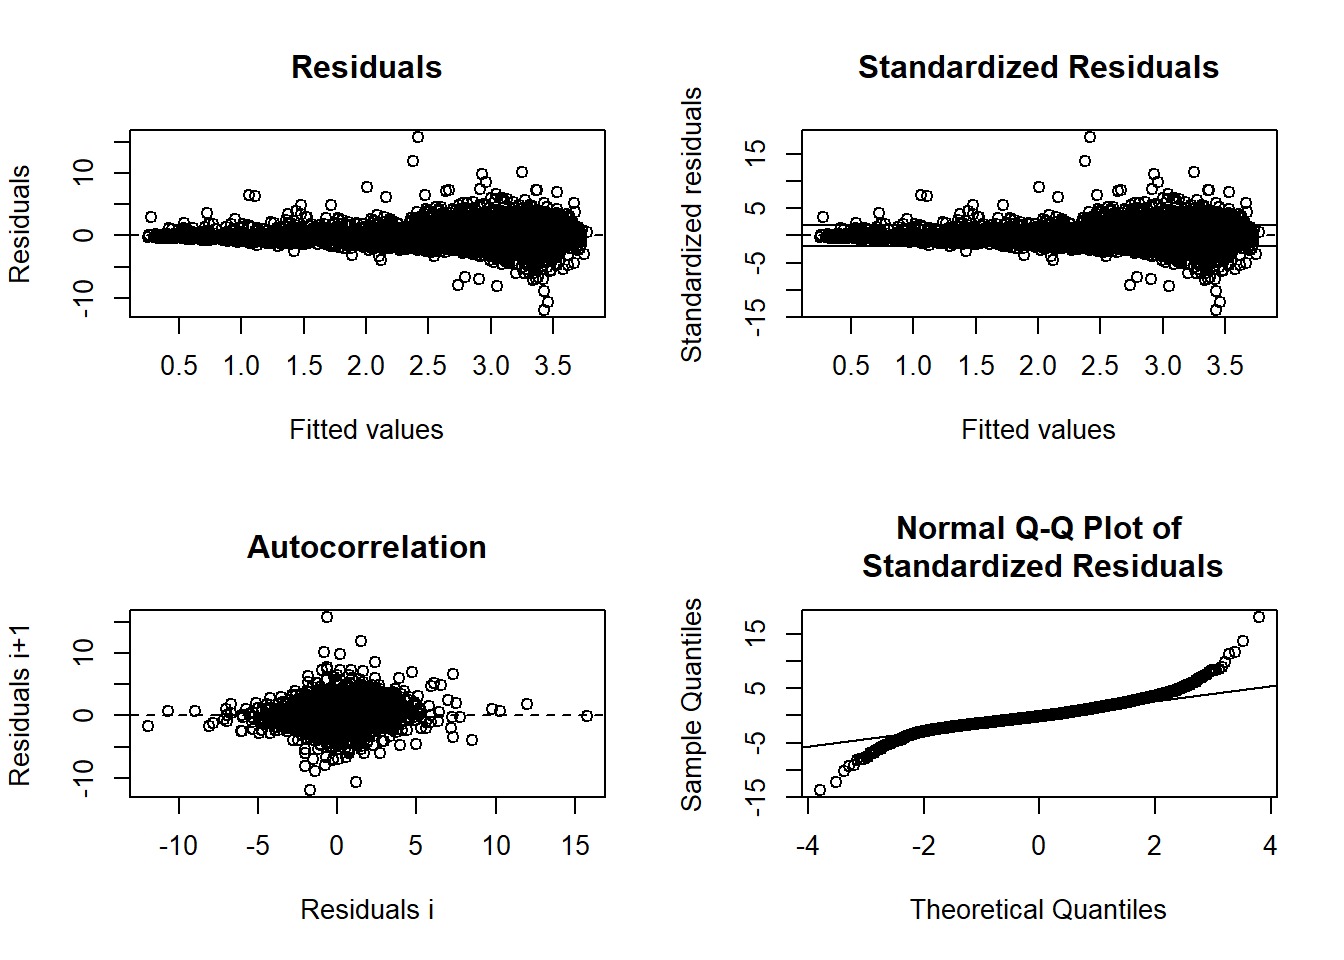 Residuals
Residuals
10
0
-10
0.5 1.0 1.5 2.0 2.5 3.0 3.5
Fitted values
Standardized Residuals
Standardized residuals
15
5
-5
-15
0.5 1.0 1.5 2.0 2.5 3.0 3.5
Fitted values
Autocorrelation
Residuals i+1
10
0
-10
-10 -5 0 5 10 15
Residuals i
Normal Q-Q Plot of
Standardized Residuals
Sample Quantiles
15
5
-5
-15
-4 -2 0 2 4
Theoretical Quantiles